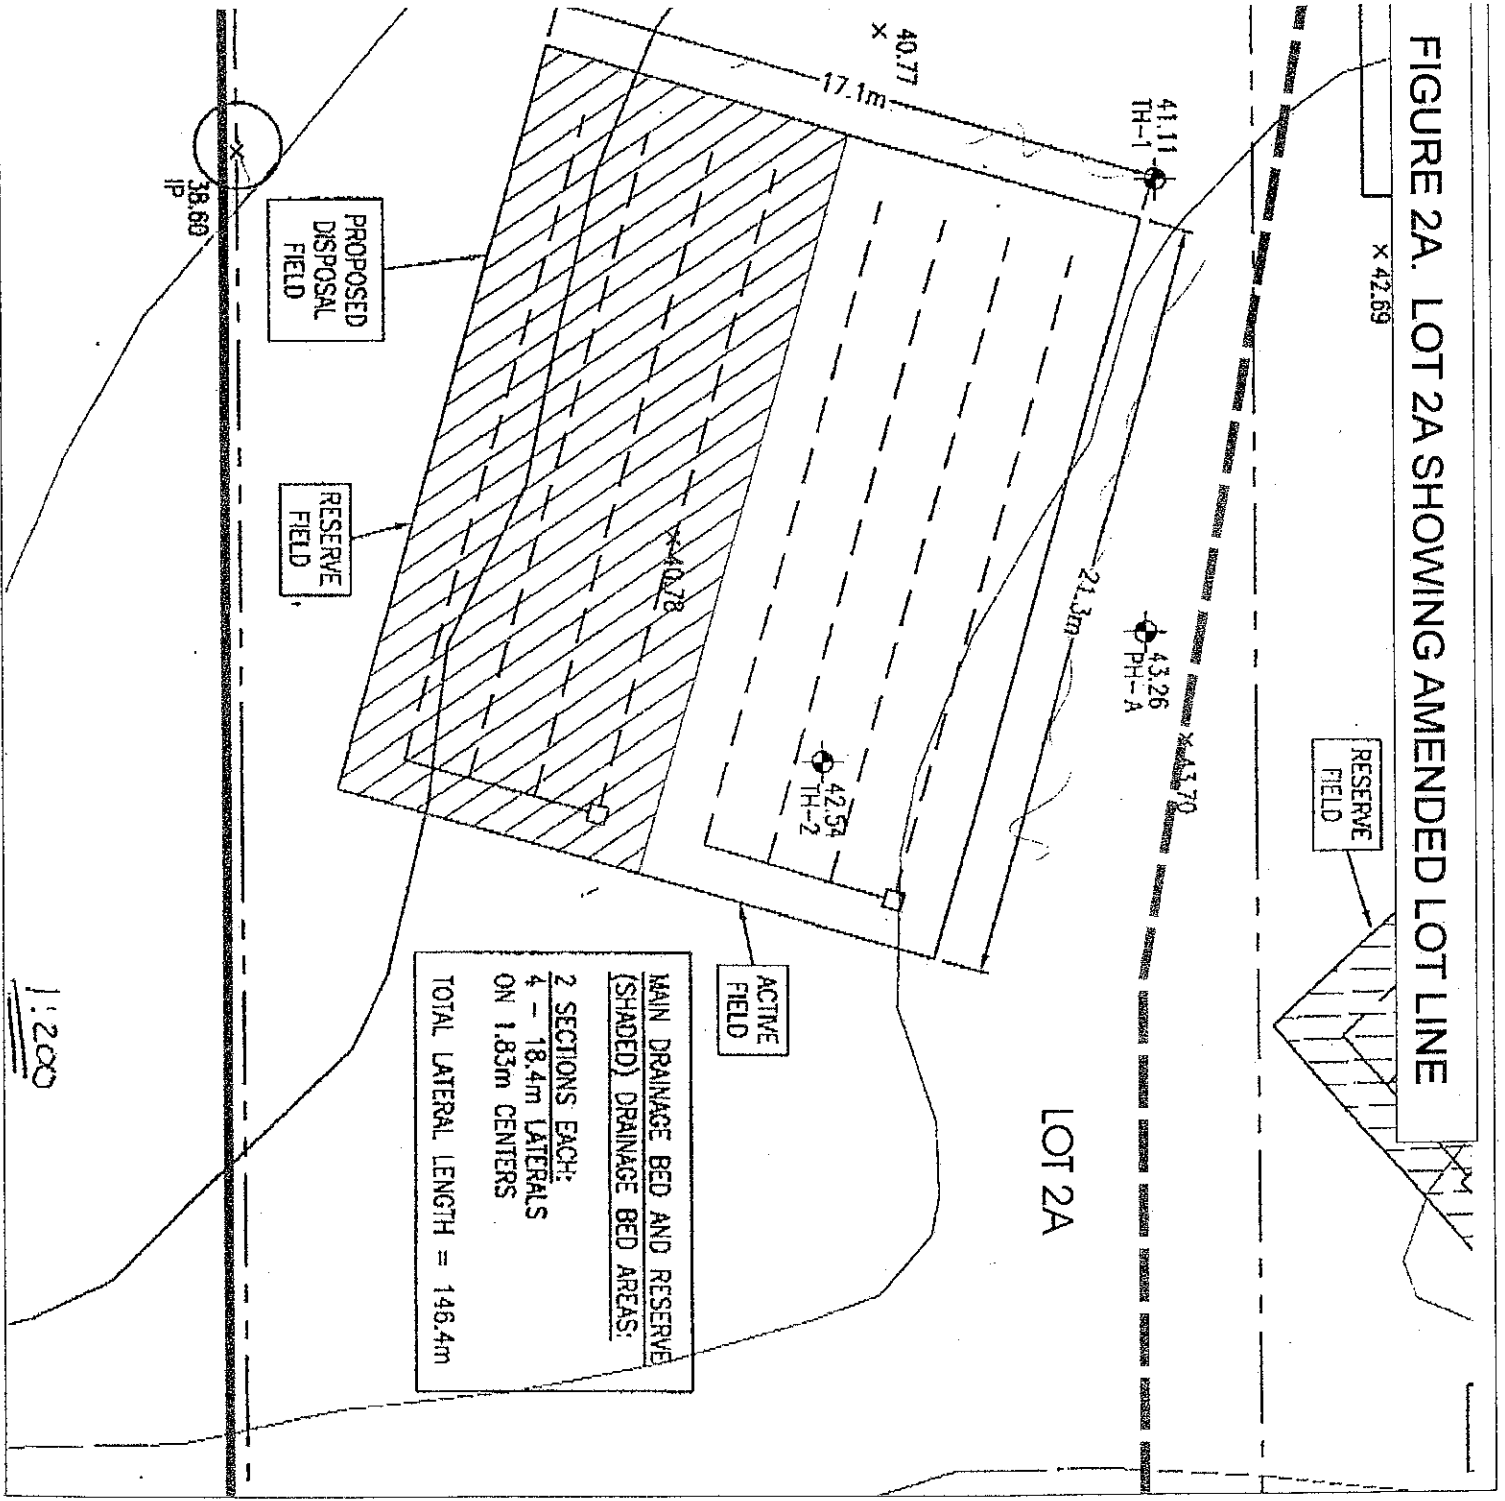 FIGURE 2A. LOT 2A SHOWING AMENDED LOT LINE
× 42.69
RESERVE
FIELD
41.11
TH-1
40.77
×
17.1m
21.3m
43.26
PH-A
× 43.70
42.54
TH-2
× 40.78
LOT 2A
ACTIVE
FIELD
PROPOSED
DISPOSAL
FIELD
RESERVE
FIELD
38.60
IP
MAIN DRAINAGE BED AND RESERVE
(SHADED) DRAINAGE BED AREAS:
2 SECTIONS EACH:
4 - 18.4m LATERALS
ON 1.83m CENTERS
TOTAL LATERAL LENGTH = 146.4m
1:200